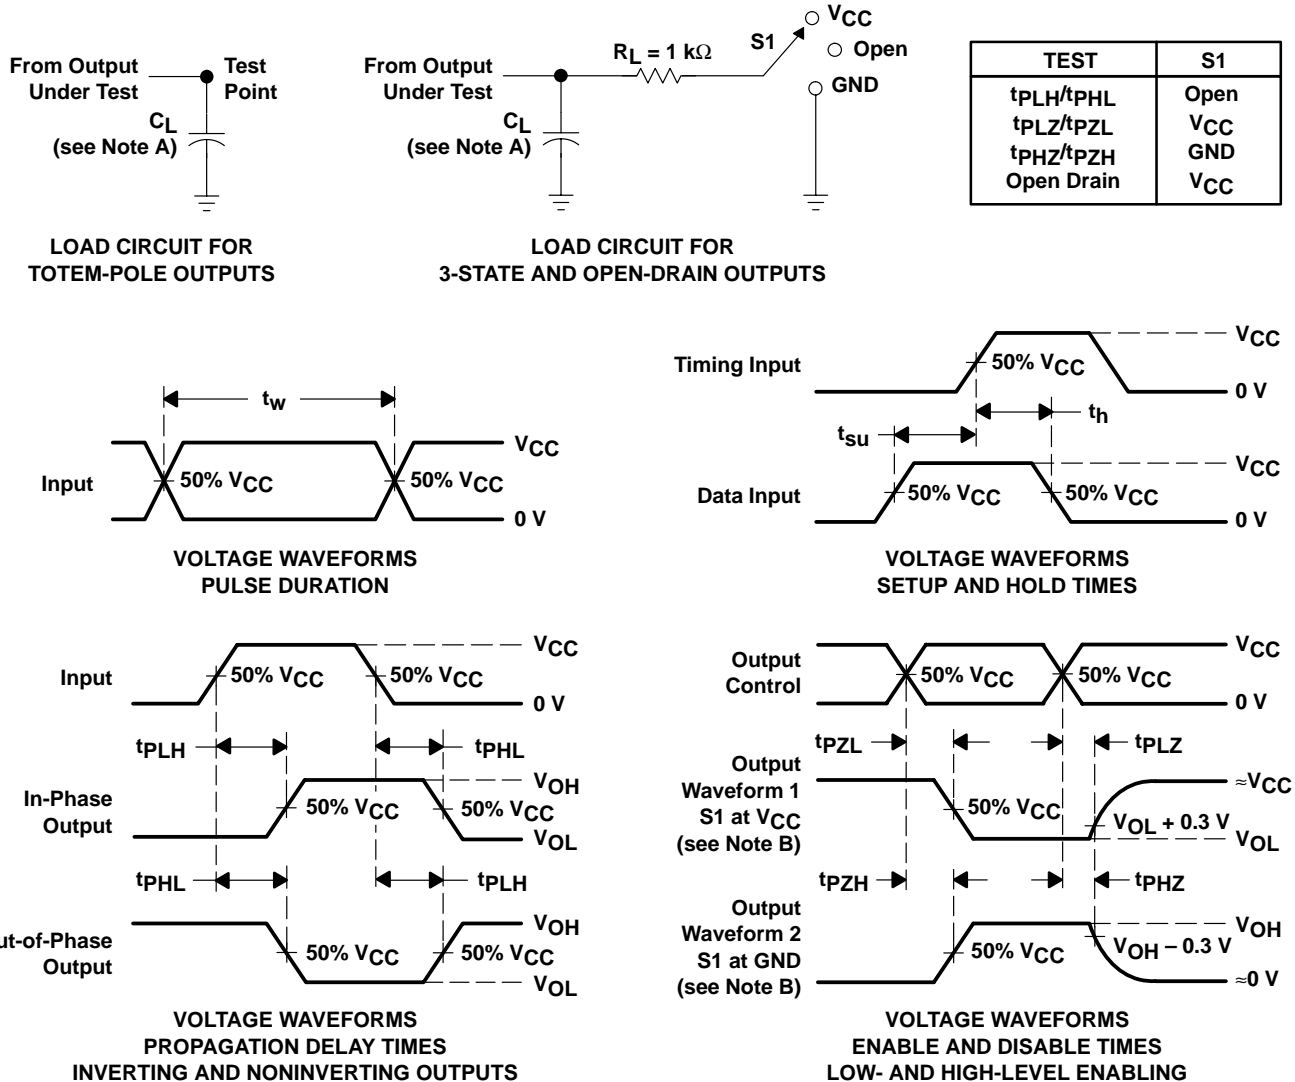 From Output
Under Test
Test
Point
CL
(see Note A)
LOAD CIRCUIT FOR
TOTEM-POLE OUTPUTS
From Output
Under Test
RL = 1 kΩ
S1
VCC
Open
GND
CL
(see Note A)
LOAD CIRCUIT FOR
3-STATE AND OPEN-DRAIN OUTPUTS
TEST S1
tPLH/tPHL Open
tPLZ/tPZL VCC
tPHZ/tPZH GND
Open Drain VCC
tw
Input
50% VCC
50% VCC
VCC
0 V
VOLTAGE WAVEFORMS
PULSE DURATION
Timing Input
50% VCC
VCC
0 V
tsu
th
Data Input
50% VCC
50% VCC
VCC
0 V
VOLTAGE WAVEFORMS
SETUP AND HOLD TIMES
Input
50% VCC
50% VCC
VCC
0 V
tPLH
tPHL
In-Phase
Output
50% VCC
50% VCC
VOH
VOL
tPHL
tPLH
ut-of-Phase
Output
50% VCC
50% VCC
VOH
VOL
VOLTAGE WAVEFORMS
PROPAGATION DELAY TIMES
INVERTING AND NONINVERTING OUTPUTS
Output
Control
50% VCC
50% VCC
VCC
0 V
tPZL
tPLZ
Output
Waveform 1
S1 at VCC
(see Note B)
50% VCC
≈VCC
VOL + 0.3 V
VOL
tPZH
tPHZ
Output
Waveform 2
S1 at GND
(see Note B)
50% VCC
VOH
VOH − 0.3 V
≈0 V
VOLTAGE WAVEFORMS
ENABLE AND DISABLE TIMES
LOW- AND HIGH-LEVEL ENABLING